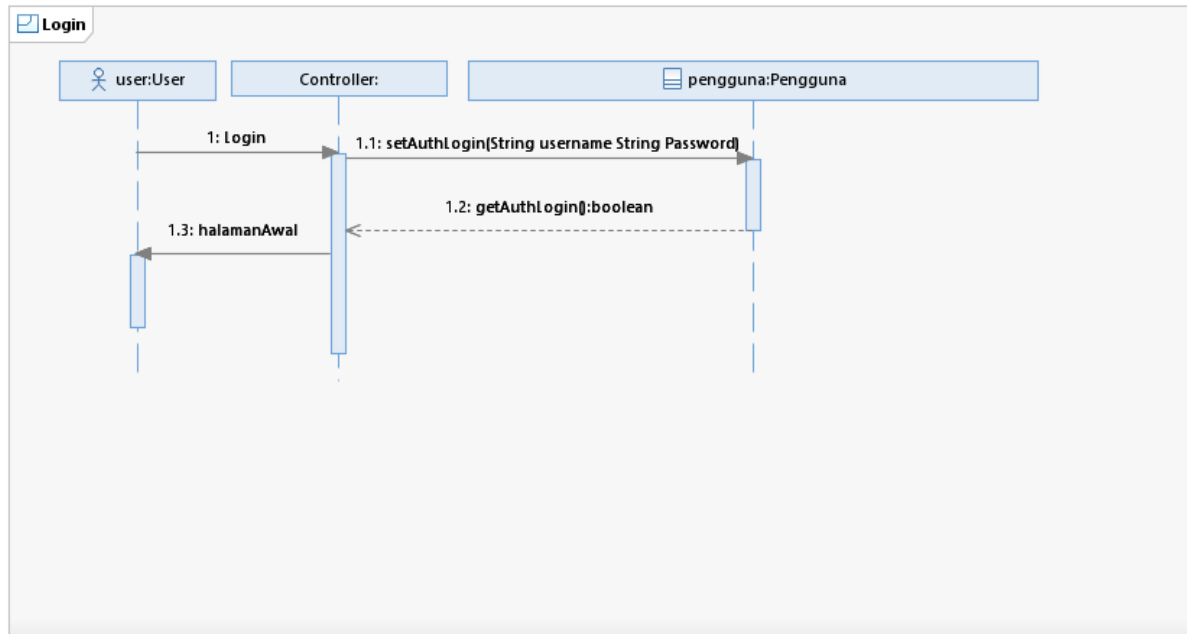 Login
user:User
Controller:
pengguna:Pengguna
1: Login
1.1: setAuthLogin(String username String Password)
1.2: getAuthLogin():boolean
1.3: halamanAwal